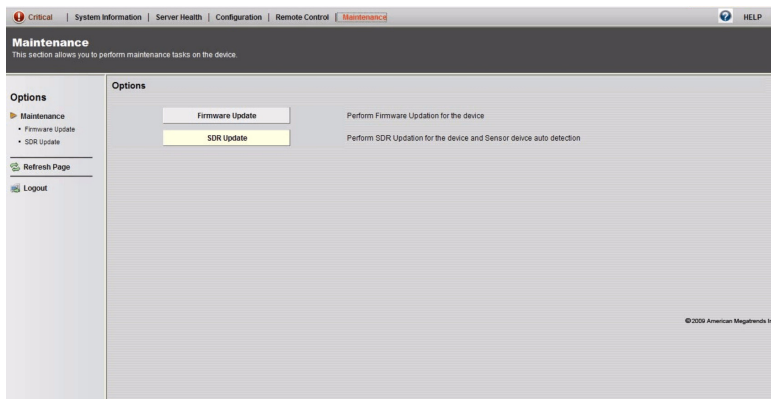 Critical | System Information | Server Health | Configuration | Remote Control | Maintenance HELP
Maintenance
This section allows you to perform maintenance tasks on the device.
Options
Maintenance
• Firmware Update
• SDR Update
Refresh Page
Logout
Options
Firmware Update Perform Firmware Updation for the device
SDR Update Perform SDR Updation for the device and Sensor deivce auto detection
©2009 American Megatrends In